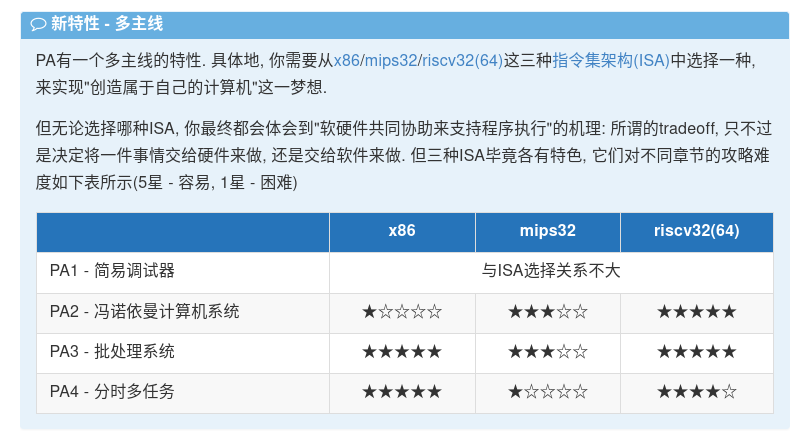 新特性 - 多主线
PA有一个多主线的特性. 具体地, 你需要从x86/mips32/riscv32(64)这三种指令集架构(ISA)中选择一种,
来实现"创造属于自己的计算机"这一梦想.
但无论选择哪种ISA, 你最终都会体会到"软硬件共同协助来支持程序执行"的机理: 所谓的tradeoff, 只不过
是决定将一件事情交给硬件来做, 还是交给软件来做. 但三种ISA毕竟各有特色, 它们对不同章节的攻略难
度如下表所示(5星 - 容易, 1星 - 困难)
x86 mips32 riscv32(64)
PA1 - 简易调试器 与ISA选择关系不大
PA2 - 冯诺依曼计算机系统 ★☆☆☆☆ ★★★☆☆ ★★★★★
PA3 - 批处理系统 ★★★★★ ★★★☆☆ ★★★★★
PA4 - 分时多任务 ★★★★★ ★☆☆☆☆ ★★★★☆